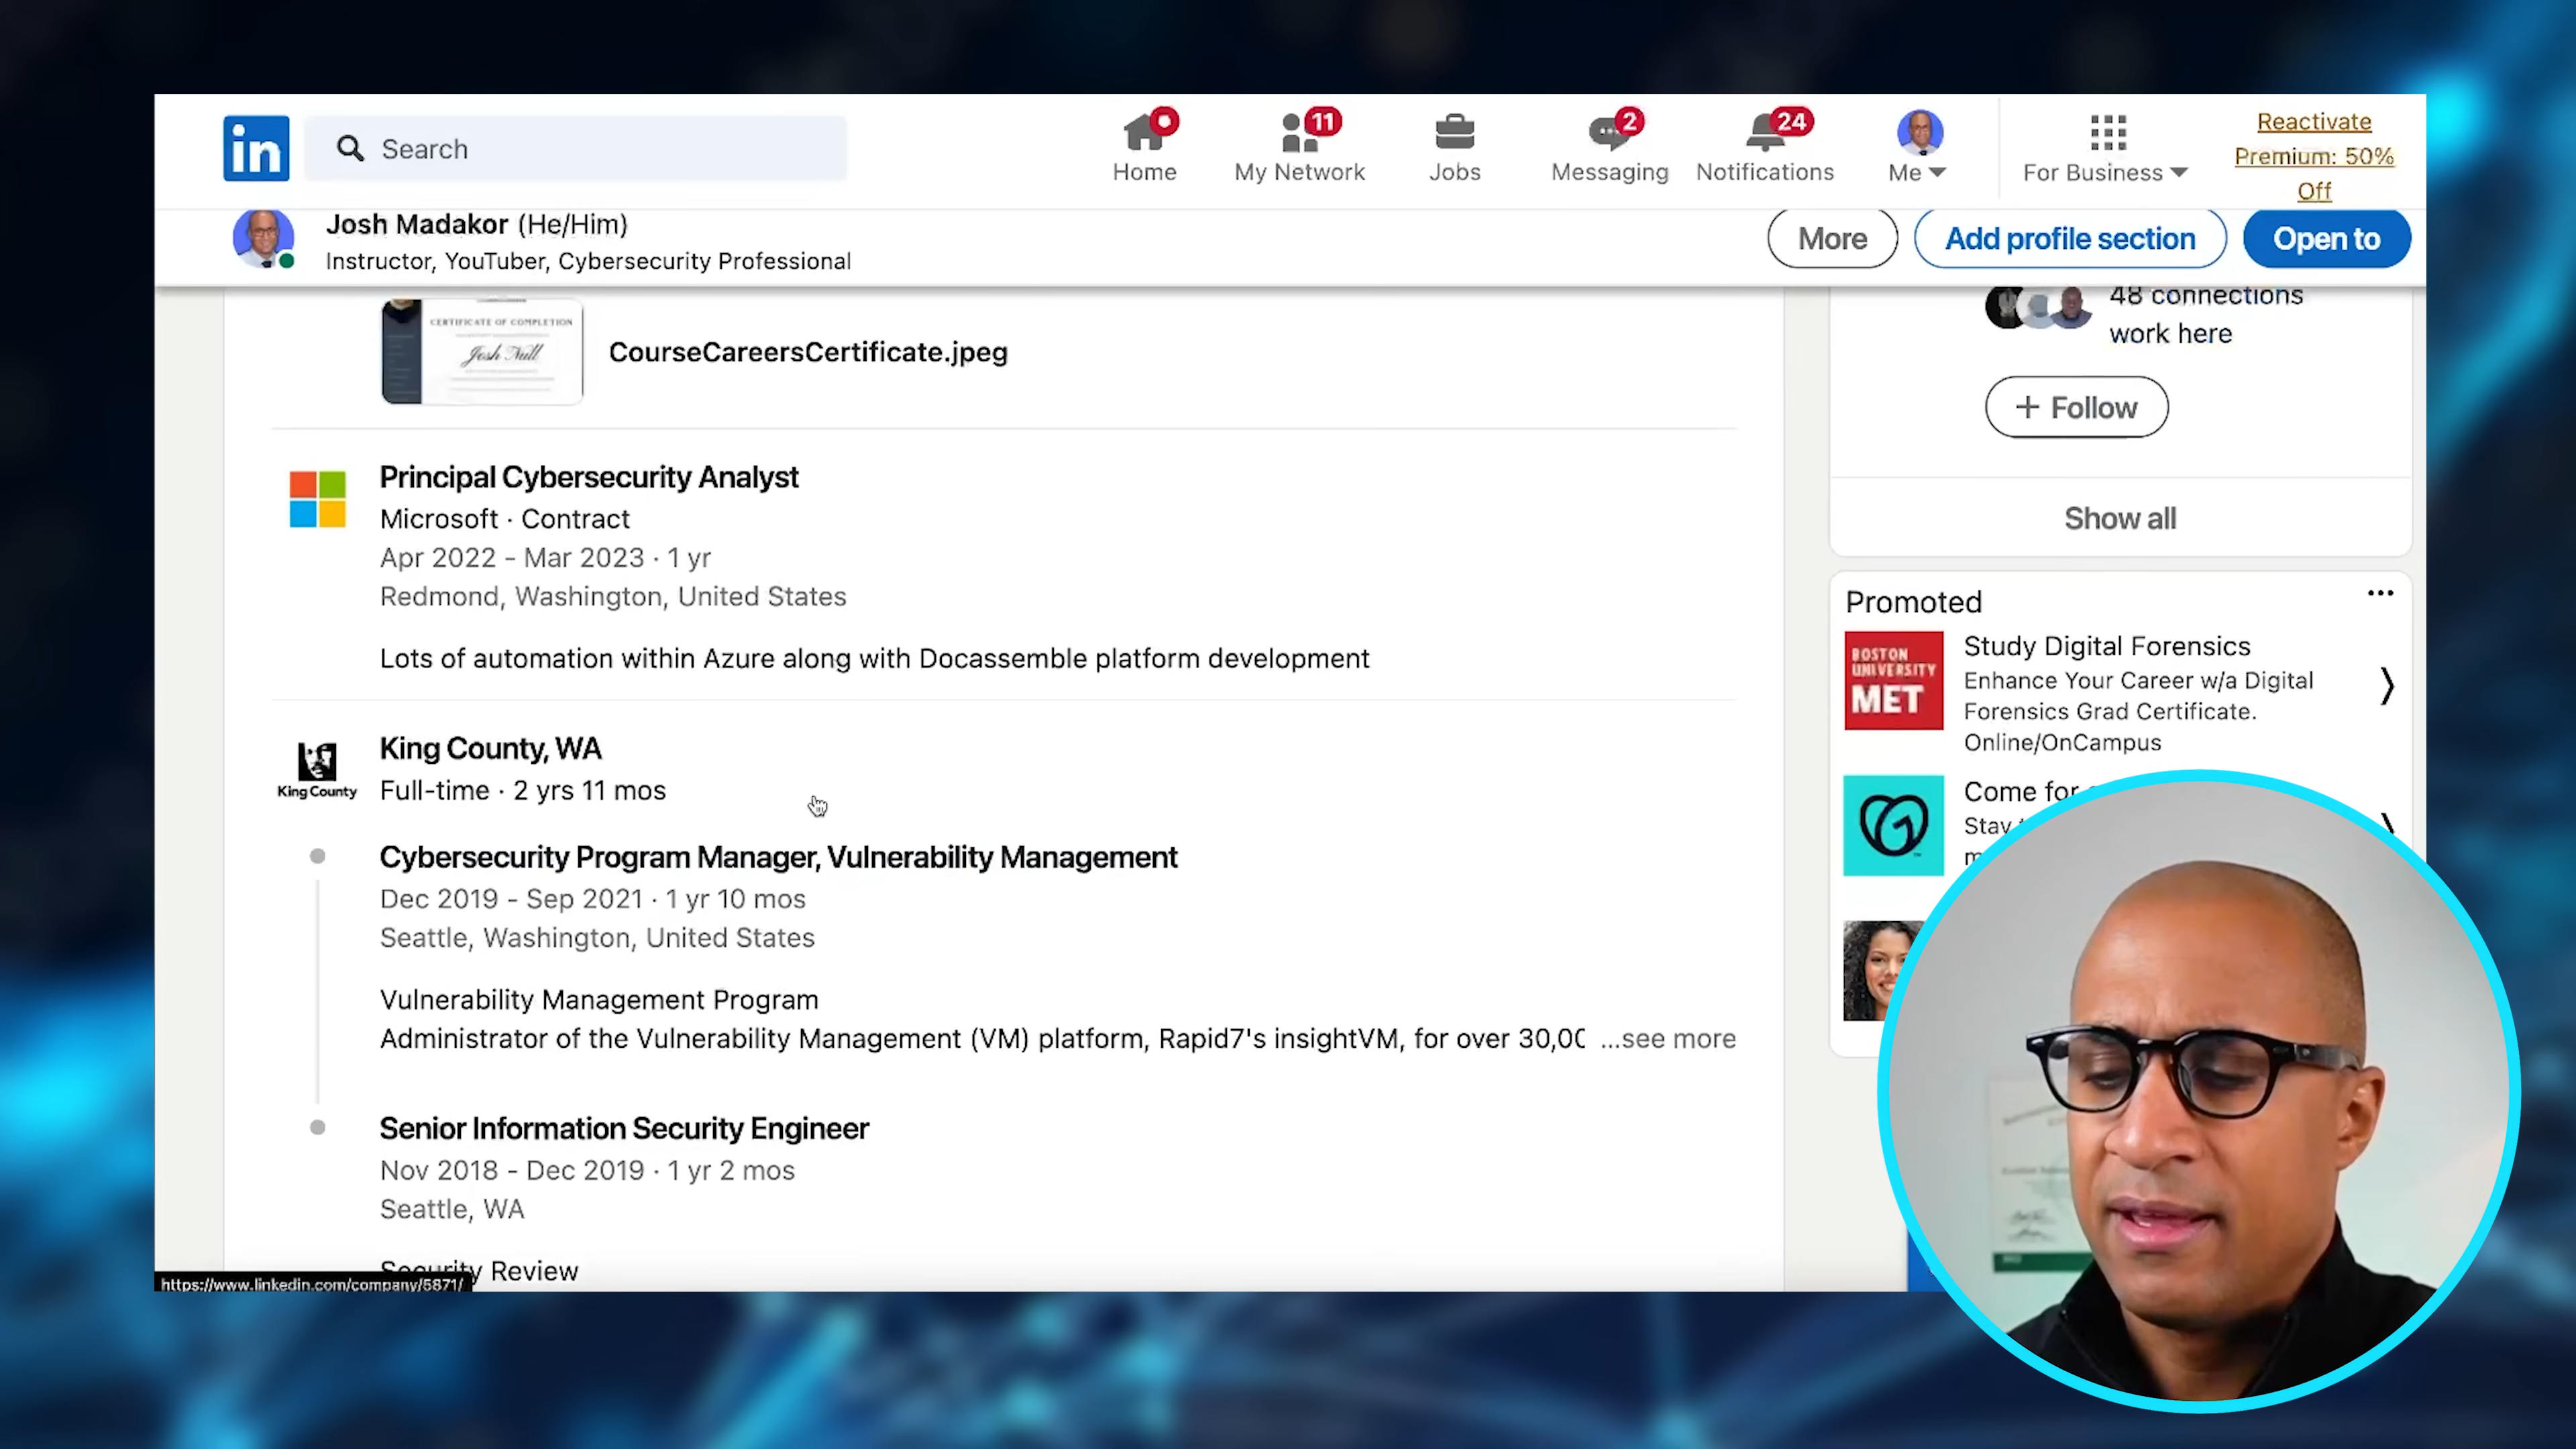 in
Search
11
2
24
Home
My Network
Jobs
Messaging
Notifications
Me
For Business
Reactivate
Premium: 50%
Off
Josh Madakor (He/Him)
Instructor, YouTuber, Cybersecurity Professional
More
Add profile section
Open to
CERTIFICATE OF COMPLETION
Josh Null
CourseCareersCertificate.jpeg
48 connections
work here
+ Follow
Show all
Principal Cybersecurity Analyst
Microsoft · Contract
Apr 2022 - Mar 2023 · 1 yr
Redmond, Washington, United States
Lots of automation within Azure along with Docassemble platform development
King County
King County, WA
Full-time · 2 yrs 11 mos
Cybersecurity Program Manager, Vulnerability Management
Dec 2019 - Sep 2021 · 1 yr 10 mos
Seattle, Washington, United States
Vulnerability Management Program
Administrator of the Vulnerability Management (VM) platform, Rapid7's insightVM, for over 30,00 ...see more
Senior Information Security Engineer
Nov 2018 - Dec 2019 · 1 yr 2 mos
Seattle, WA
Security Review
https://www.linkedin.com/company/5871/
Promoted
BOSTON
UNIVERSITY
MET
Study Digital Forensics
Enhance Your Career w/a Digital
Forensics Grad Certificate.
Online/OnCampus
Come for
Stay